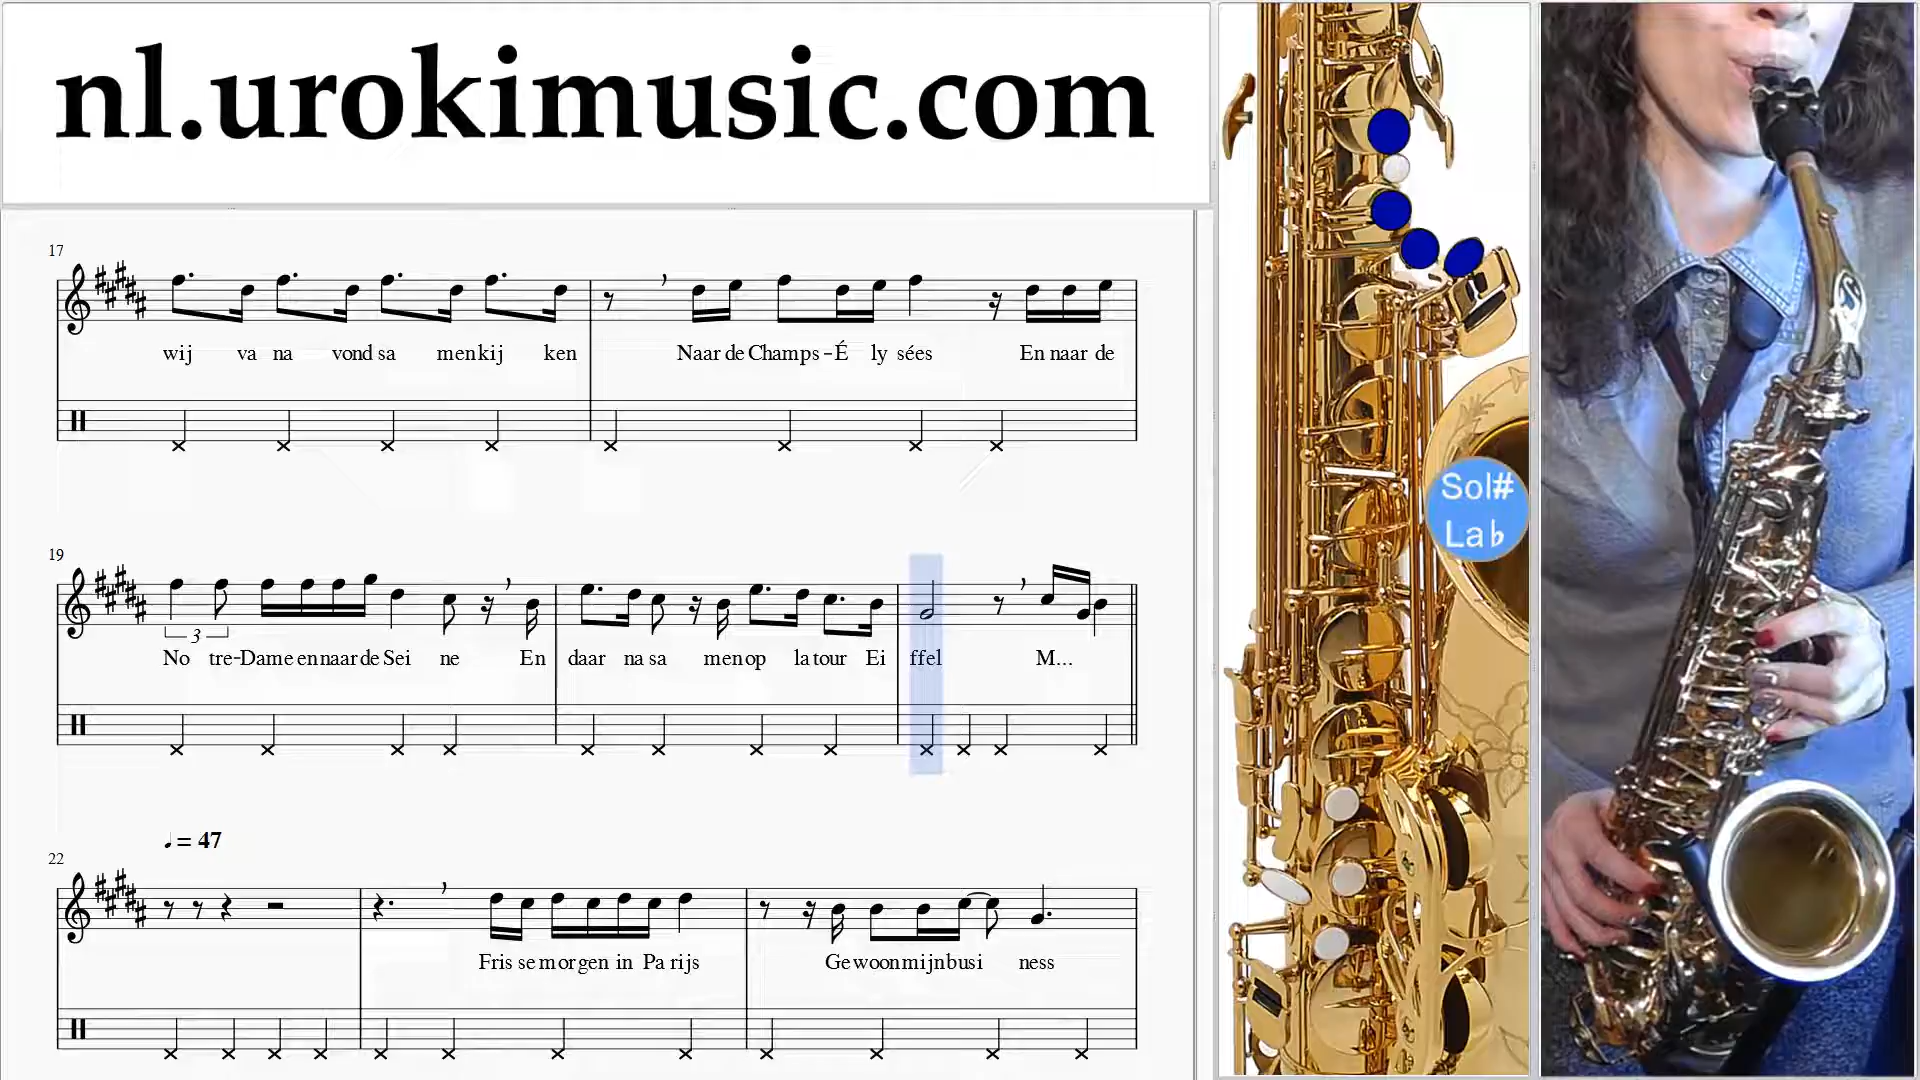 nl.urokimusic.com
17
wij va na vond sa men kij ken Naar de Champs - É ly sées En naar de
19
3
No tre-Dame en naar de Sei ne En daar na sa men op la tour Ei ffel M...
Sol#
La♭
♩ = 47
22
Fris se mor gen in Pa rijs Ge woon mijn busi ness